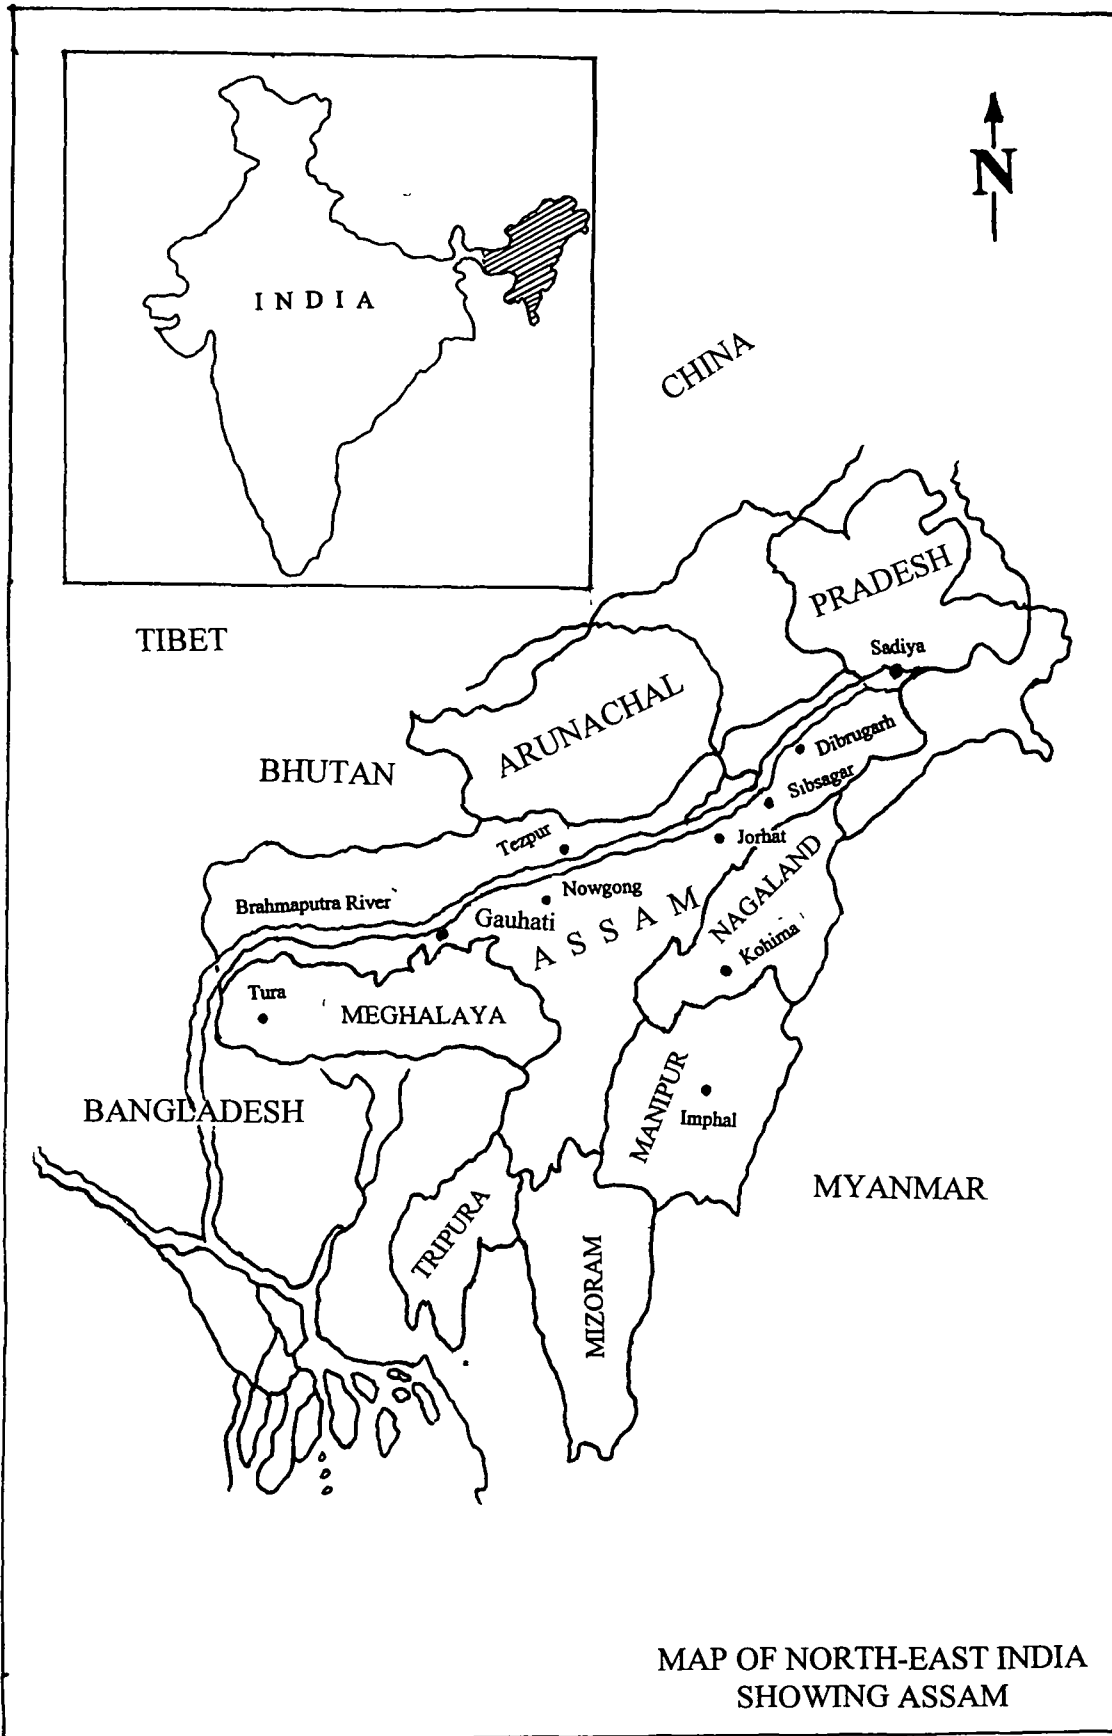 INDIA
N
CHINA
PRADESH
Sadiya
TIBET
ARUNACHAL
BHUTAN
Dibrugarh
Sibsagar
Tezpur
Jorhat
Nowgong
Brahmaputra River
Gauhati
ASSAM
NAGALAND
Kohima
Tura
MEGHALAYA
BANGLADESH
MANIPUR
Imphal
MYANMAR
TRIPURA
MIZORAM
MAP OF NORTH-EAST INDIA
SHOWING ASSAM